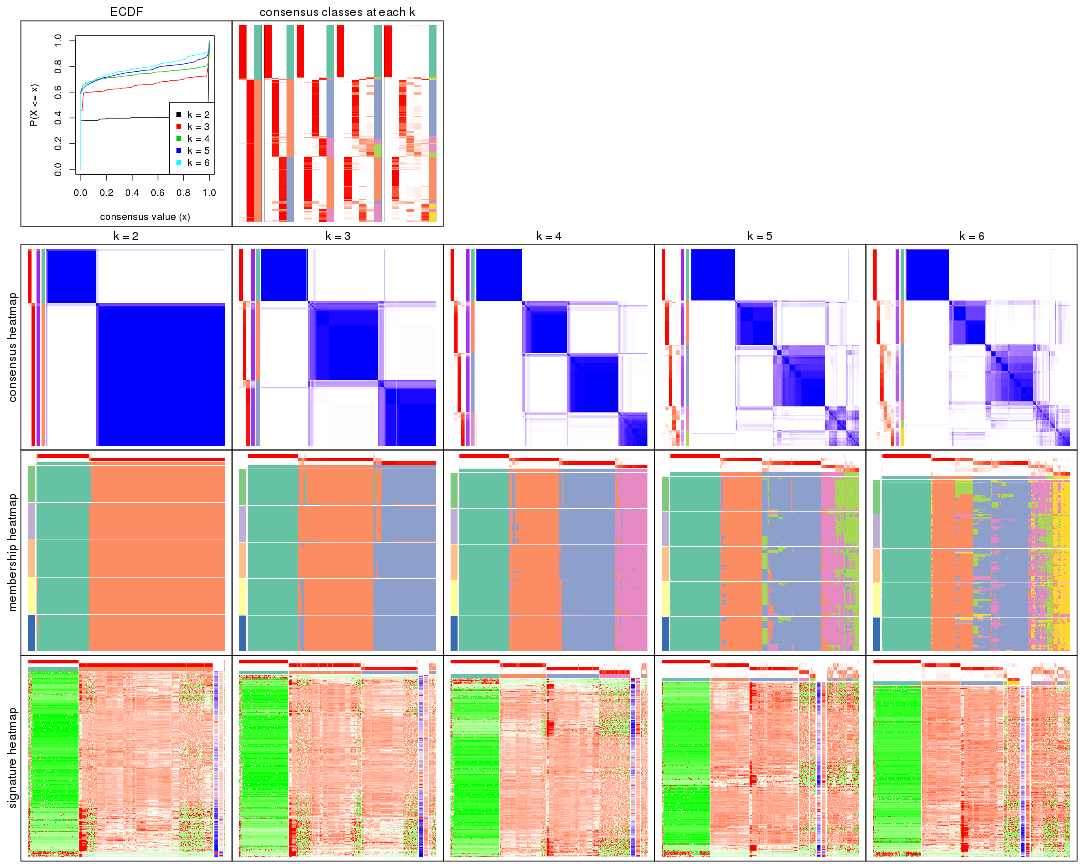 ECDF
consensus classes at each k
P(X <= x)
0.0 0.2 0.4 0.6 0.8 1.0
k = 2
k = 3
k = 4
k = 5
k = 6
0.0 0.2 0.4 0.6 0.8 1.0
consensus value (x)
k = 2 k = 3 k = 4 k = 5 k = 6
consensus heatmap
membership heatmap
signature heatmap